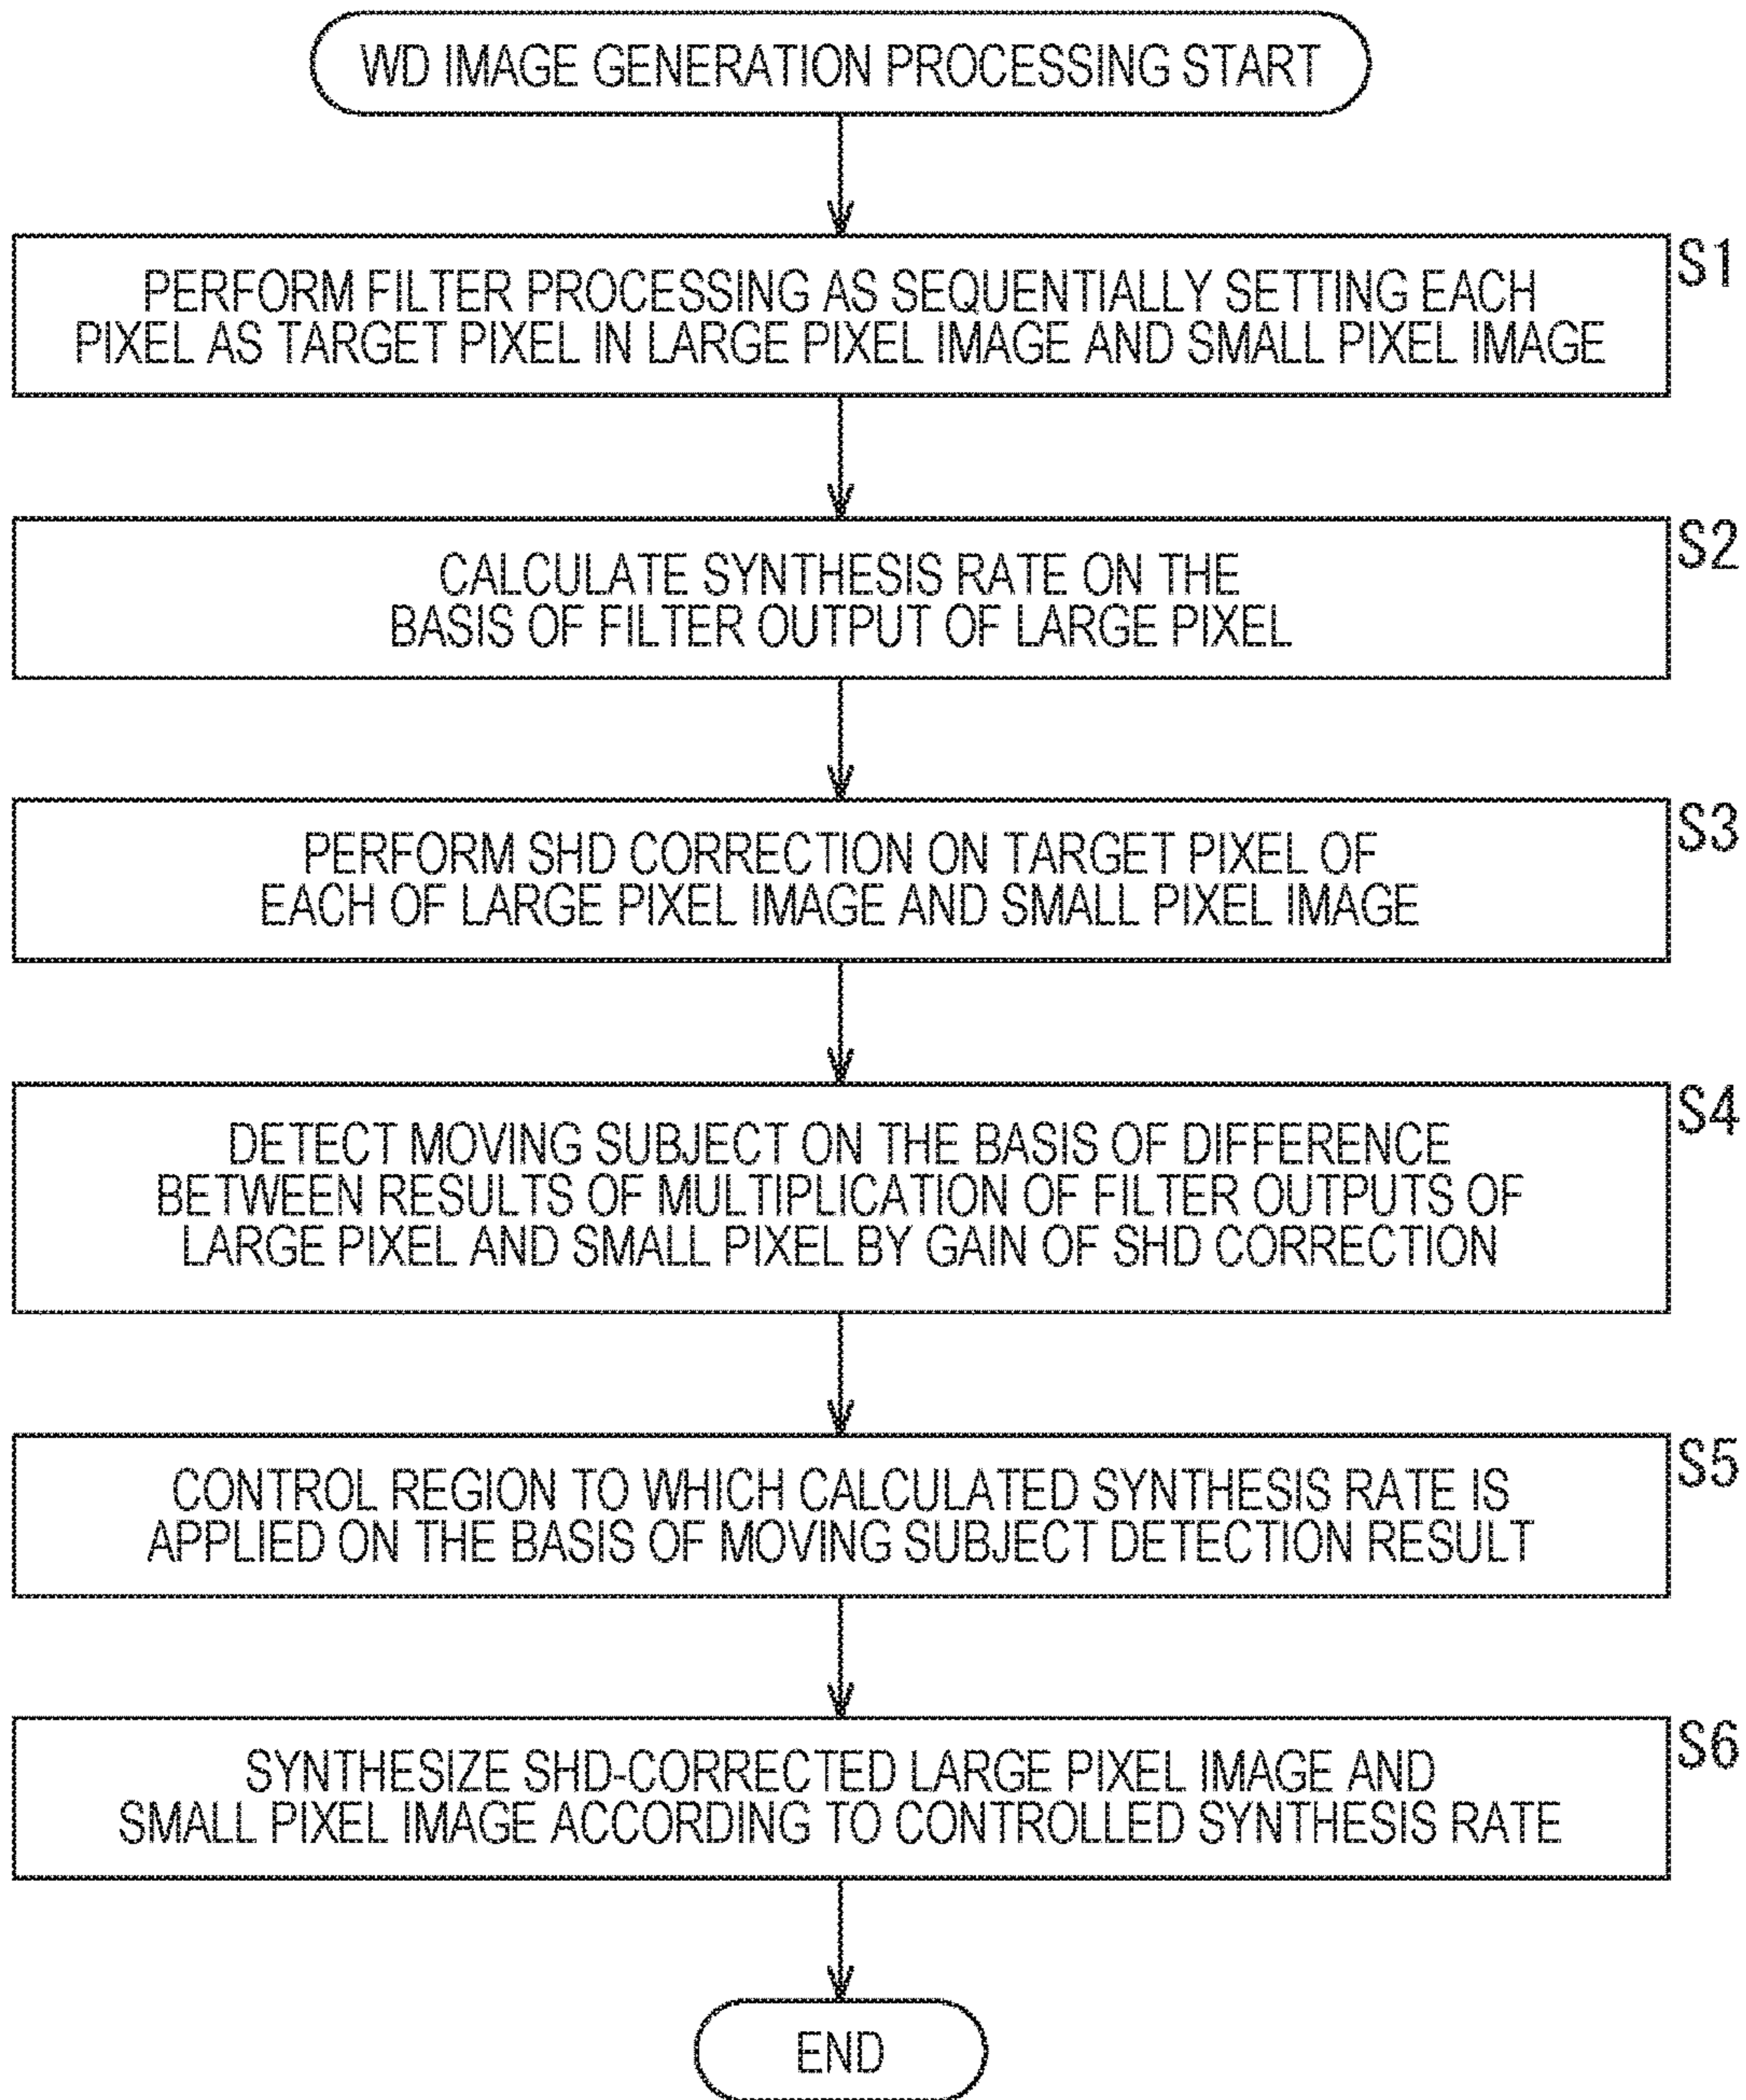 WD IMAGE GENERATION PROCESSING START
S1
PERFORM FILTER PROCESSING AS SEQUENTIALLY SETTING EACH
PIXEL AS TARGET PIXEL IN LARGE PIXEL IMAGE AND SMALL PIXEL IMAGE
S2
CALCULATE SYNTHESIS RATE ON THE
BASIS OF FILTER OUTPUT OF LARGE PIXEL
S3
PERFORM SHD CORRECTION ON TARGET PIXEL OF
EACH OF LARGE PIXEL IMAGE AND SMALL PIXEL IMAGE
S4
DETECT MOVING SUBJECT ON THE BASIS OF DIFFERENCE
BETWEEN RESULTS OF MULTIPLICATION OF FILTER OUTPUTS OF
LARGE PIXEL AND SMALL PIXEL BY GAIN OF SHD CORRECTION
S5
CONTROL REGION TO WHICH CALCULATED SYNTHESIS RATE IS
APPLIED ON THE BASIS OF MOVING SUBJECT DETECTION RESULT
S6
SYNTHESIZE SHD-CORRECTED LARGE PIXEL IMAGE AND
SMALL PIXEL IMAGE ACCORDING TO CONTROLLED SYNTHESIS RATE
END